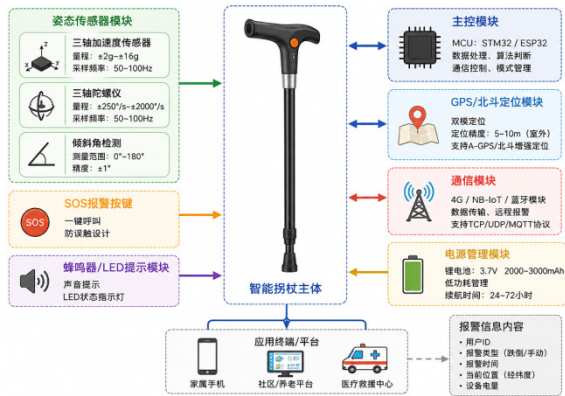 姿态传感器模块
三轴加速度传感器
量程：±2g~±16g
采样频率：50~100Hz
z
x
y
三轴陀螺仪
量程：±250°/s~±2000°/s
采样频率：50~100Hz
倾斜角检测
测量范围：0°~180°
精度：±1°
SOS报警按键
SOS
一键呼叫
防误触设计
蜂鸣器/LED提示模块
声音提示
LED状态指示灯
智能拐杖主体
主控模块
MCU：STM32 / ESP32
数据处理、算法判断
通信控制、模式管理
GPS/北斗定位模块
双模定位
定位精度：5~10m（室外）
支持A-GPS/北斗增强定位
通信模块
4G / NB-IoT / 蓝牙模块
数据传输、远程报警
支持TCP/UDP/MQTT协议
电源管理模块
锂电池：3.7V 2000~3000mAh
低功耗管理
续航时间：24~72小时
应用终端/平台
家属手机
社区/养老平台
医疗救援中心
报警信息内容
• 用户ID
• 报警类型（跌倒/手动）
• 报警时间
• 当前位置（经纬度）
• 设备电量